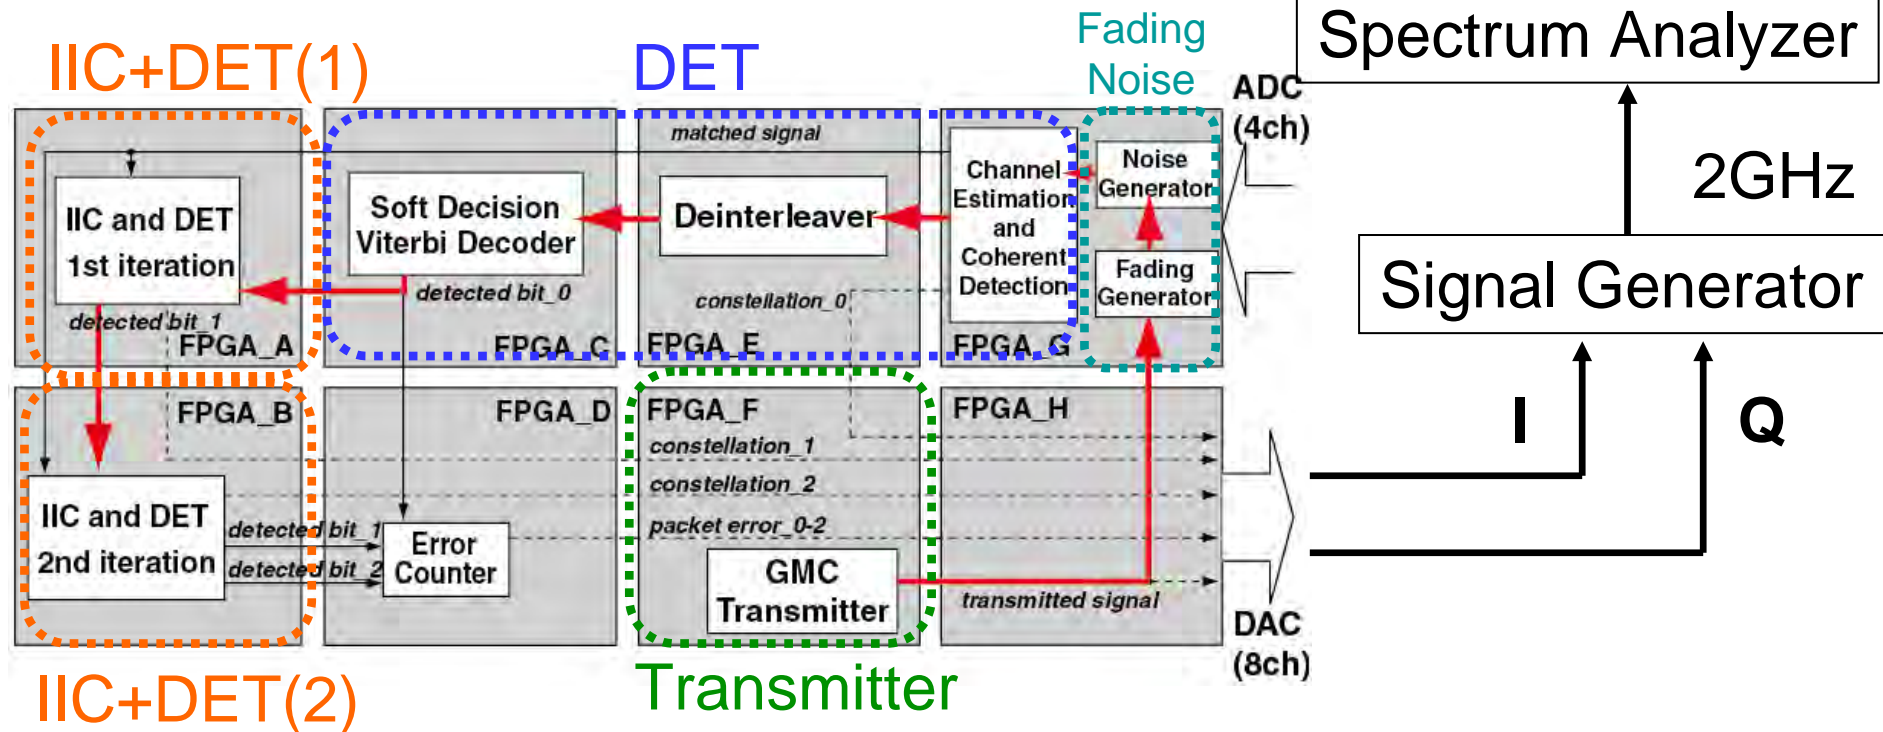 Spectrum Analyzer
Fading
Noise
IIC+DET(1)
DET
ADC
(4ch)
matched signal
Noise
Generator
Channel
Estimation
and
Coherent
Detection
2GHz
IIC and DET
1st iteration
Soft Decision
Viterbi Decoder
Deinterleaver
Fading
Generator
Signal Generator
detected bit_0
constellation_0
detected bit_1
FPGA_A
FPGA_C
FPGA_E
FPGA_G
FPGA_B
FPGA_D
FPGA_F
FPGA_H
I
Q
constellation_1
constellation_2
packet error_0-2
IIC and DET
2nd iteration
detected bit_1
detected bit_2
Error
Counter
GMC
Transmitter
transmitted signal
DAC
(8ch)
IIC+DET(2)
Transmitter